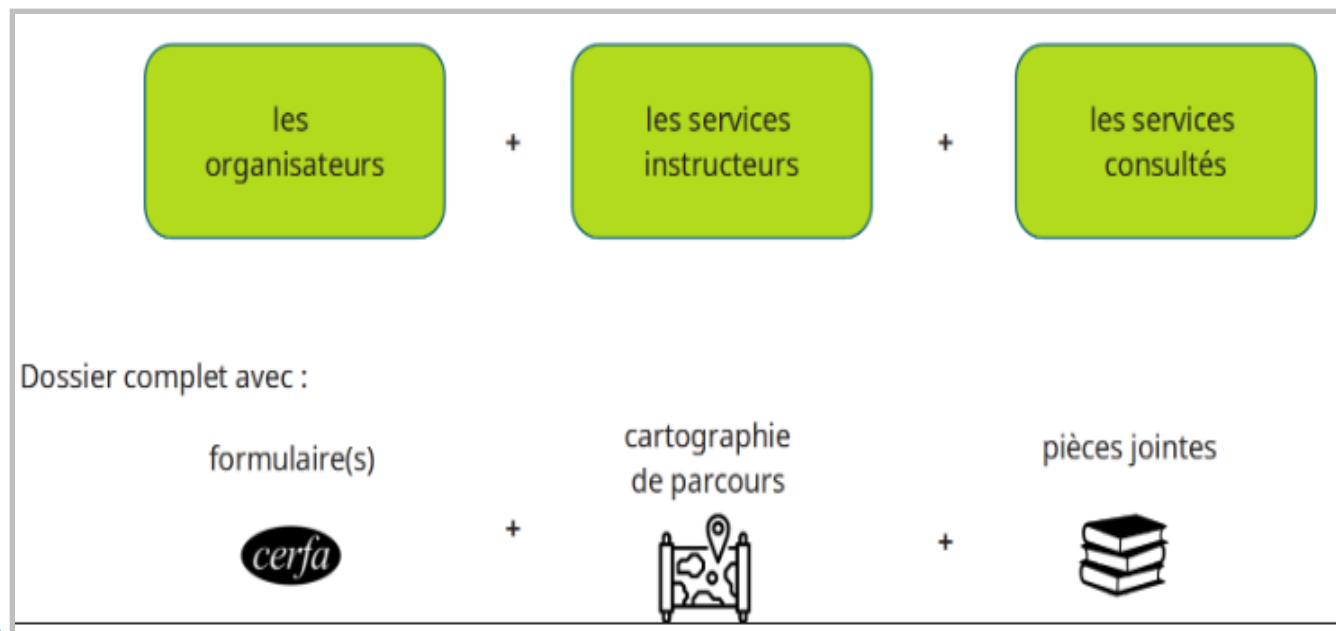 les
organisateurs
+
les services
instructeurs
+
les services
consultés
Dossier complet avec :
formulaire(s)
cerfa
+
cartographie
de parcours
+
pièces jointes